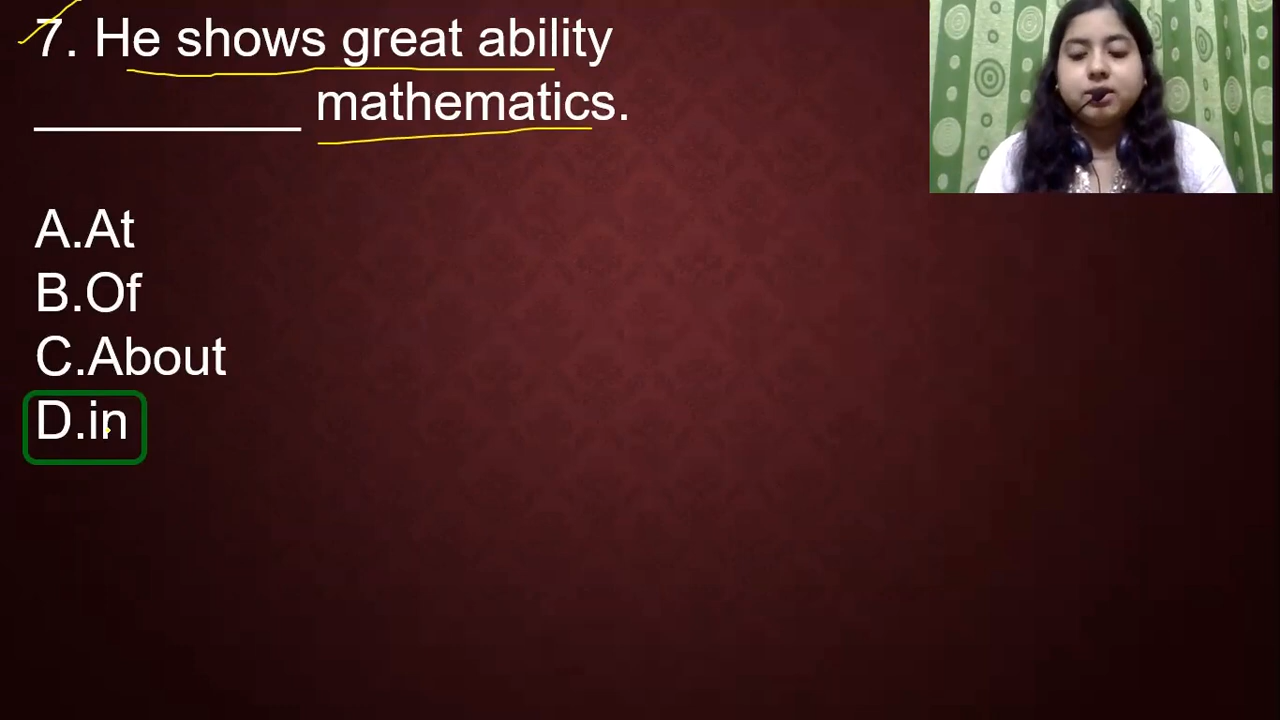 7. He shows great ability
__________ mathematics.
A.At
B.Of
C.About
D.in